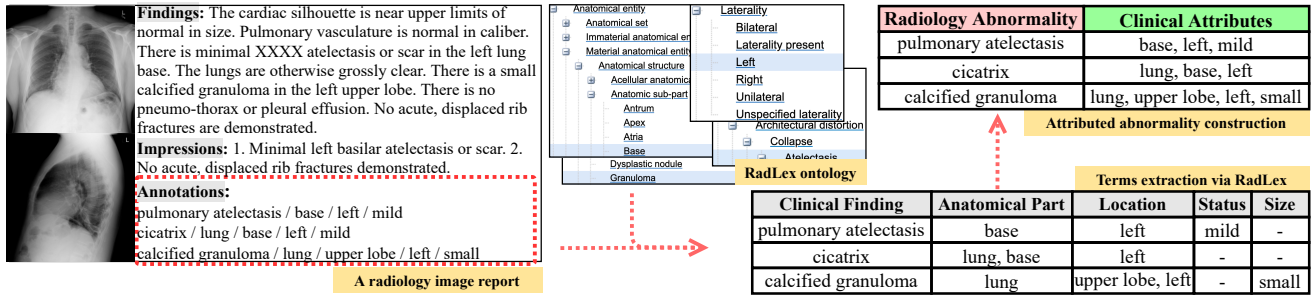 Findings: The cardiac silhouette is near upper limits of
normal in size. Pulmonary vasculature is normal in caliber.
There is minimal XXXX atelectasis or scar in the left lung
base. The lungs are otherwise grossly clear. There is a small
calcified granuloma in the left upper lobe. There is no
pneumo-thorax or pleural effusion. No acute, displaced rib
fractures are demonstrated.
Impressions: 1. Minimal left basilar atelectasis or scar. 2.
No acute, displaced rib fractures demonstrated.
Annotations:
pulmonary atelectasis / base / left / mild
cicatrix / lung / base / left / mild
calcified granuloma / lung / upper lobe / left / small
A radiology image report
Anatomical entity
Anatomical set
Immaterial anatomical en
Material anatomical entity
Anatomical structure
Acellular anatomica
Anatomic sub-part
Antrum
Apex
Atria
Base
Dysplastic nodule
Granuloma
Laterality
Bilateral
Laterality present
Left
Right
Unilateral
Unspecified laterality
Architectural distortion
Collapse
Atelectasis
RadLex ontology
Radiology Abnormality Clinical Attributes
pulmonary atelectasis base, left, mild
cicatrix lung, base, left
calcified granuloma lung, upper lobe, left, small
Attributed abnormality construction
Terms extraction via RadLex
Clinical Finding Anatomical Part Location Status Size
pulmonary atelectasis base left mild -
cicatrix lung, base left - -
calcified granuloma lung upper lobe, left - small